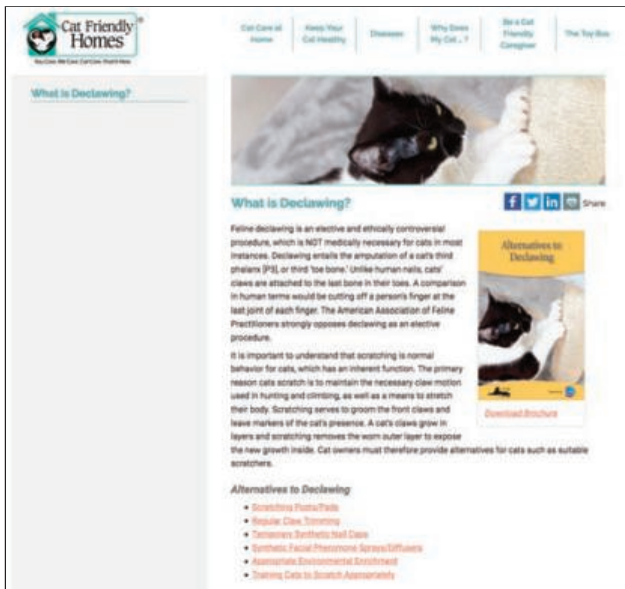 Cat Friendly
Homes®
You Care. We Care. Cat Care. Find it Here.
Cat Care at
Home
Keep Your
Cat Healthy
Diseases
Why Does
My Cat ... ?
Be a Cat
Friendly
Caregiver
The Toy Box
What is Declawing?
What is Declawing?
Share
Feline declawing is an elective and ethically controversial
procedure, which is NOT medically necessary for cats in most
instances. Declawing entails the amputation of a cat's third
phalanx [P3], or third 'toe bone.' Unlike human nails, cats'
claws are attached to the last bone in their toes. A comparison
in human terms would be cutting off a person's finger at the
last joint of each finger. The American Association of Feline
Practitioners strongly opposes declawing as an elective
procedure.
It is important to understand that scratching is normal
behavior for cats, which has an inherent function. The primary
reason cats scratch is to maintain the necessary claw motion
used in hunting and climbing, as well as a means to stretch
their body. Scratching serves to groom the front claws and
leave markers of the cat's presence. A cat's claws grow in
layers and scratching removes the worn outer layer to expose
the new growth inside. Cat owners must therefore provide alternatives for cats such as suitable
scratchers.
Alternatives to
Declawing
Download Brochure
Alternatives to Declawing
Scratching Posts/Pads
Regular Claw Trimming
Temporary Synthetic Nail Caps
Synthetic Facial Pheromone Sprays/Diffusers
Appropriate Environmental Enrichment
Training Cats to Scratch Appropriately